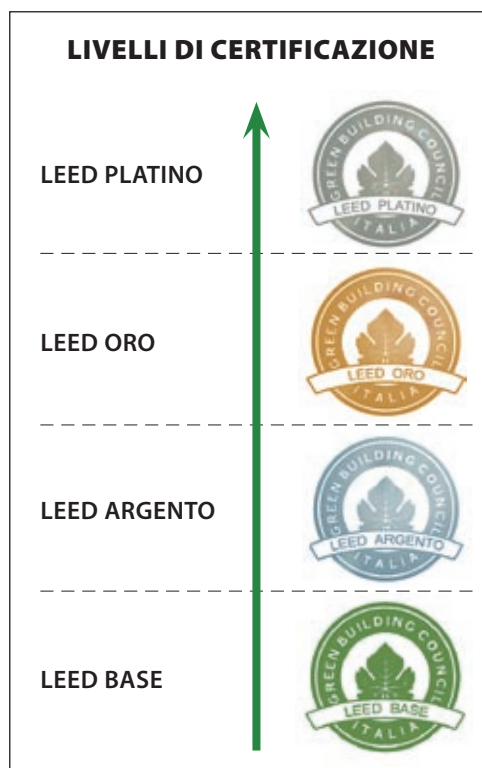 LIVELLI DI CERTIFICAZIONE
LEED PLATINO
GREEN BUILDING COUNCIL
LEED PLATINO
ITALIA
LEED ORO
GREEN BUILDING COUNCIL
LEED ORO
ITALIA
LEED ARGENTO
GREEN BUILDING COUNCIL
LEED ARGENTO
ITALIA
LEED BASE
GREEN BUILDING COUNCIL
LEED BASE
ITALIA